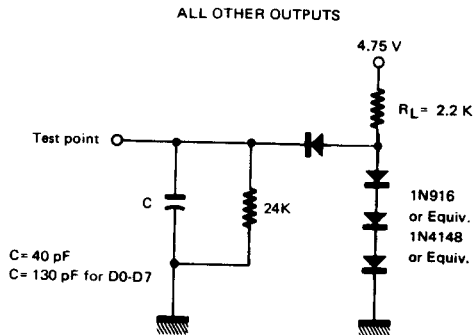 ALL OTHER OUTPUTS
4.75 V
RL= 2.2 K
Test point
C
24K
1N916
or Equiv.
1N4148
or Equiv.
C=40 pF
C= 130 pF for D0-D7